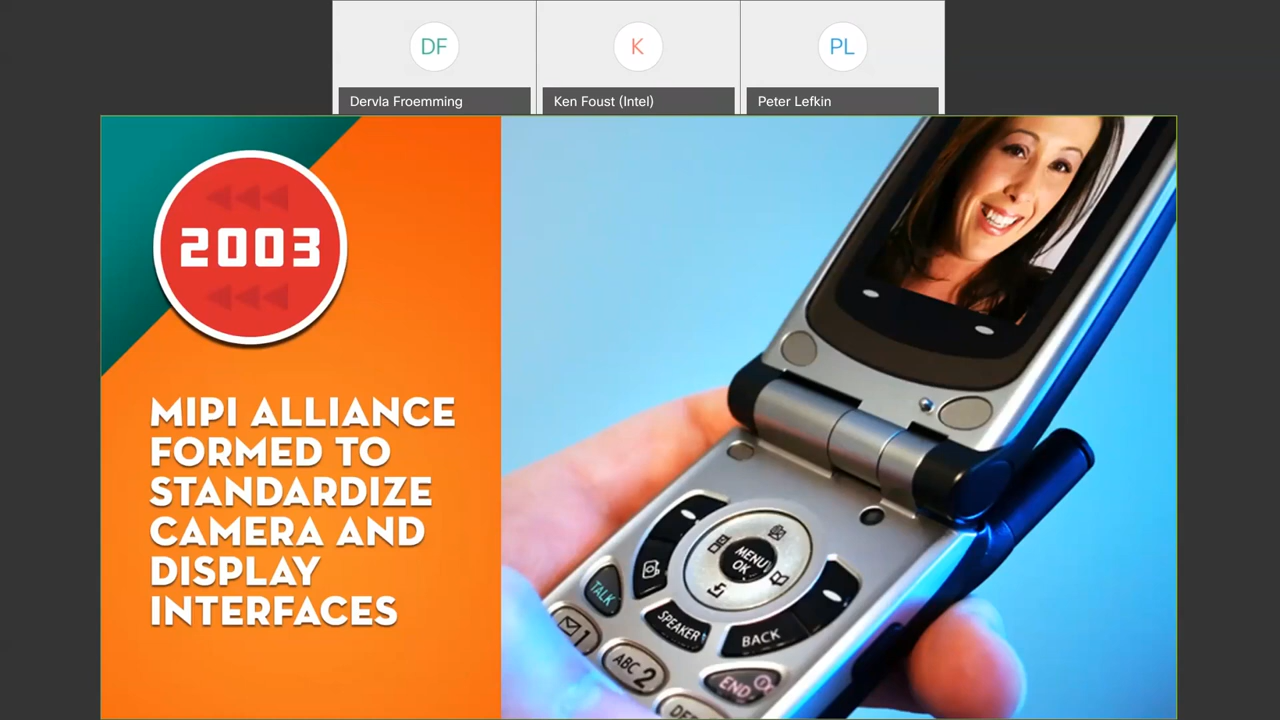 DF
K
PL
Dervla Froemming
Ken Foust (Intel)
Peter Lefkin
2003
MIPI ALLIANCE
FORMED TO
STANDARDIZE
CAMERA AND
DISPLAY
INTERFACES
MENU
OK
TALK
SPEAKER
BACK
1
ABC 2
END